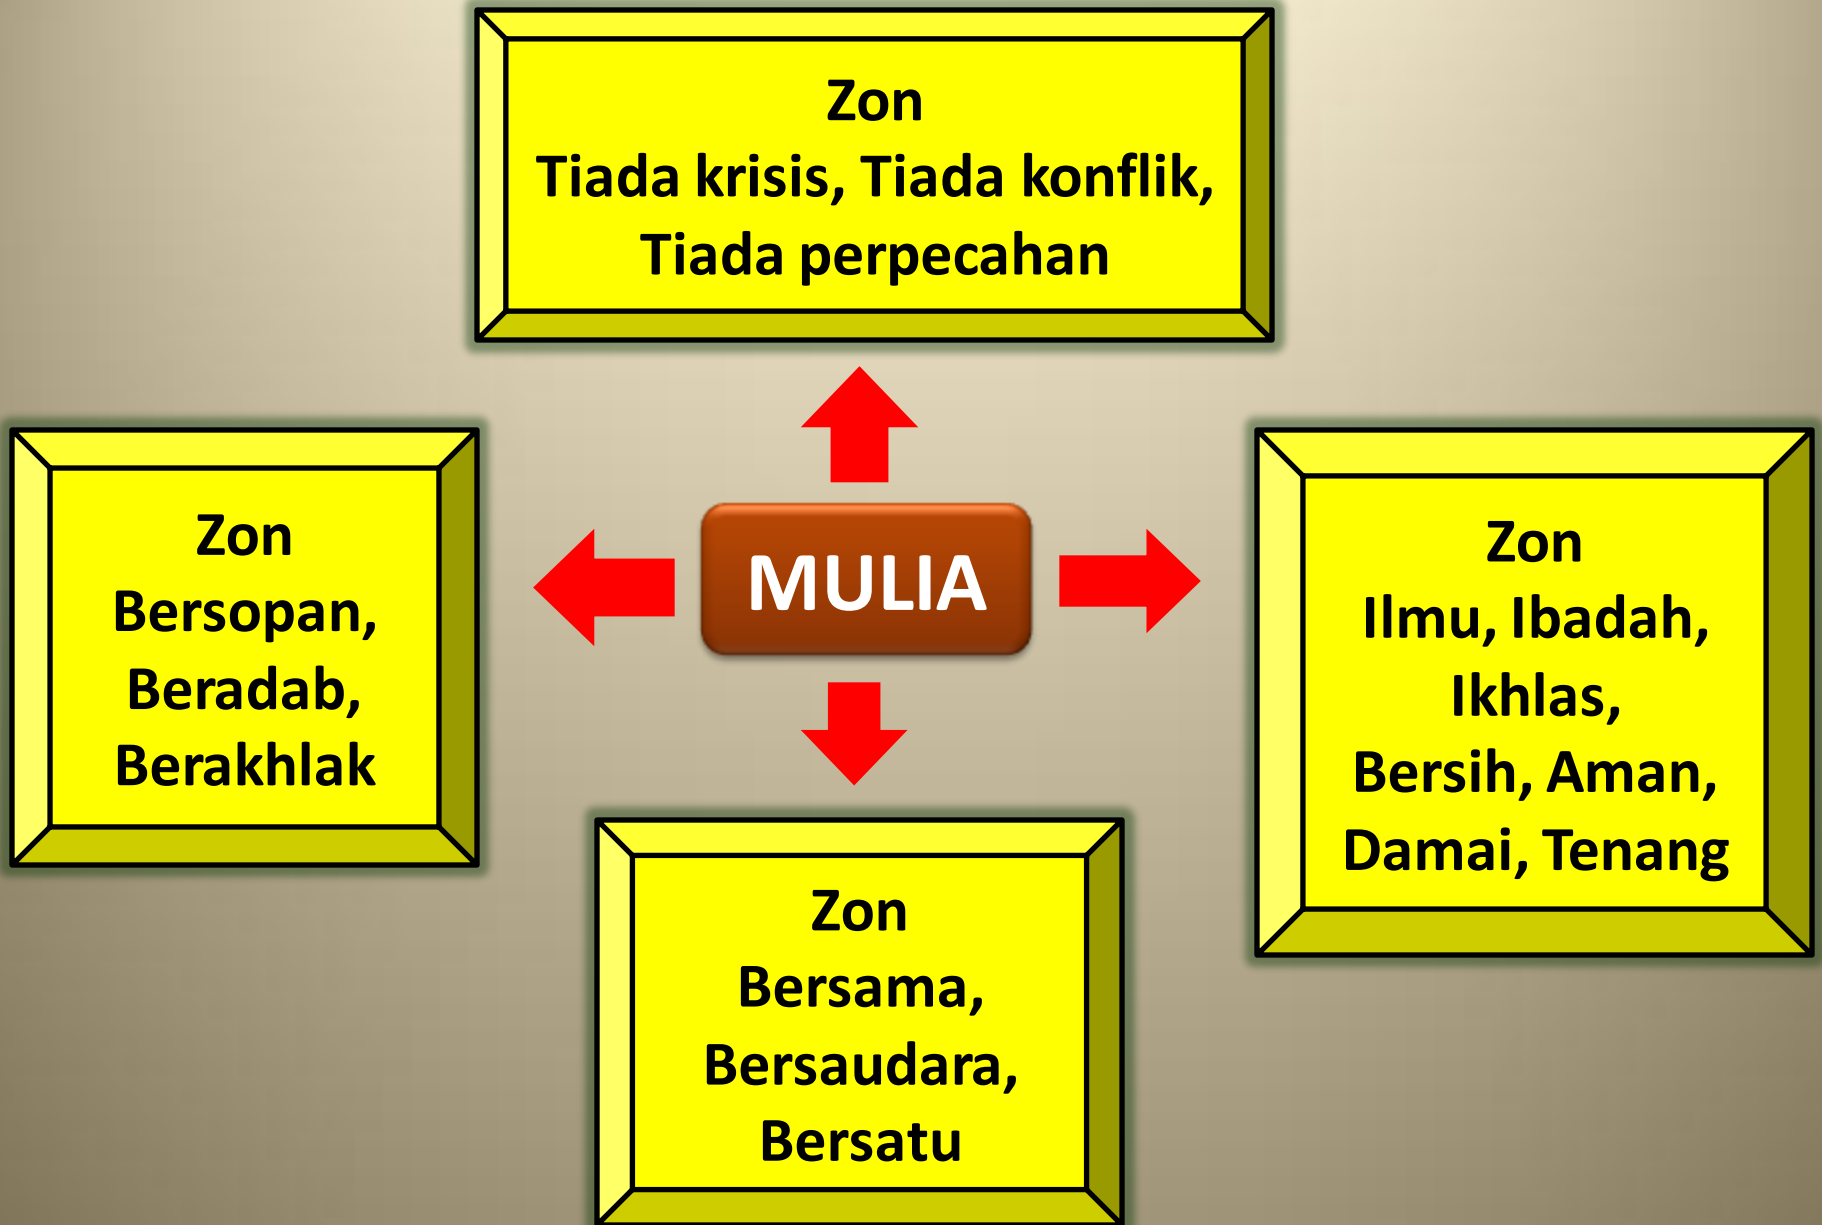 Zon
Tiada krisis, Tiada konflik,
Tiada perpecahan
Zon
Bersopan,
Beradab,
Berakhlak
MULIA
Zon
Ilmu, Ibadah,
Ikhlas,
Bersih, Aman,
Damai, Tenang
Zon
Bersama,
Bersaudara,
Bersatu